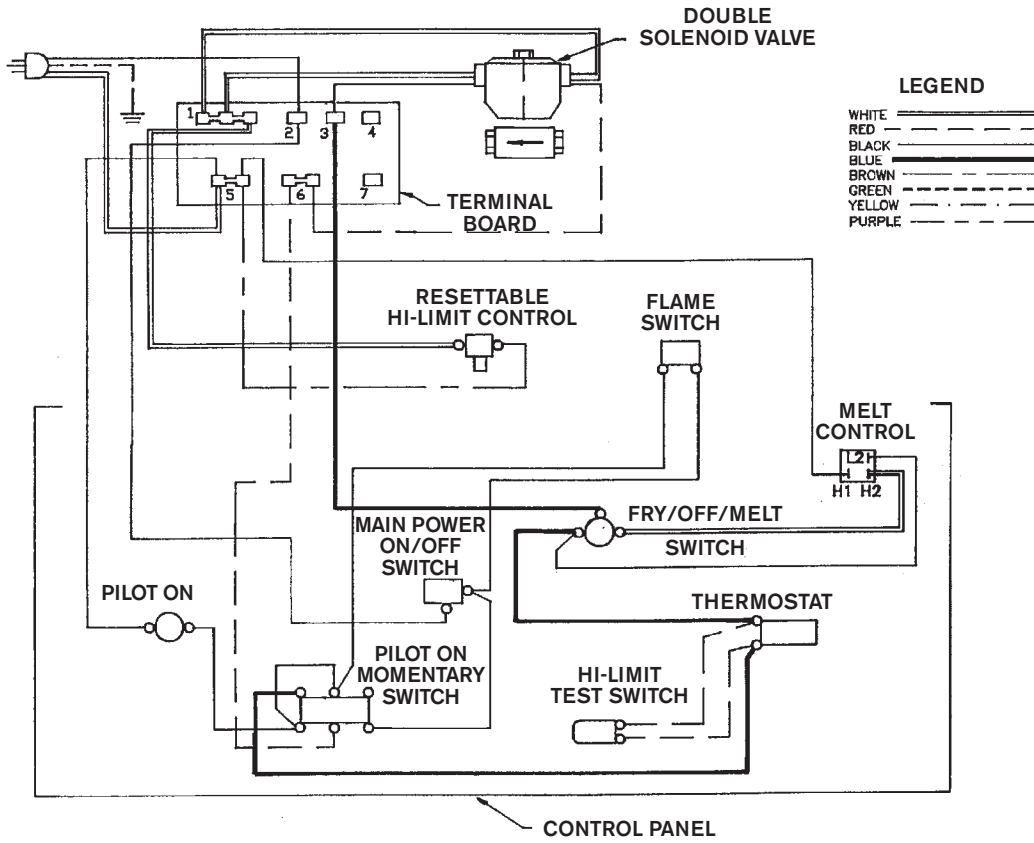 DOUBLE
SOLENOID VALVE
LEGEND
WHITE
RED
BLACK
BLUE
BROWN
GREEN
YELLOW
PURPLE
1
2
3
4
5
6
7
TERMINAL
BOARD
RESETTABLE
HI-LIMIT CONTROL
FLAME
SWITCH
MELT
CONTROL
L2H
H1 H2
FRY/OFF/MELT
SWITCH
MAIN POWER
ON/OFF
SWITCH
PILOT ON
THERMOSTAT
PILOT ON
MOMENTARY
SWITCH
HI-LIMIT
TEST SWITCH
CONTROL PANEL